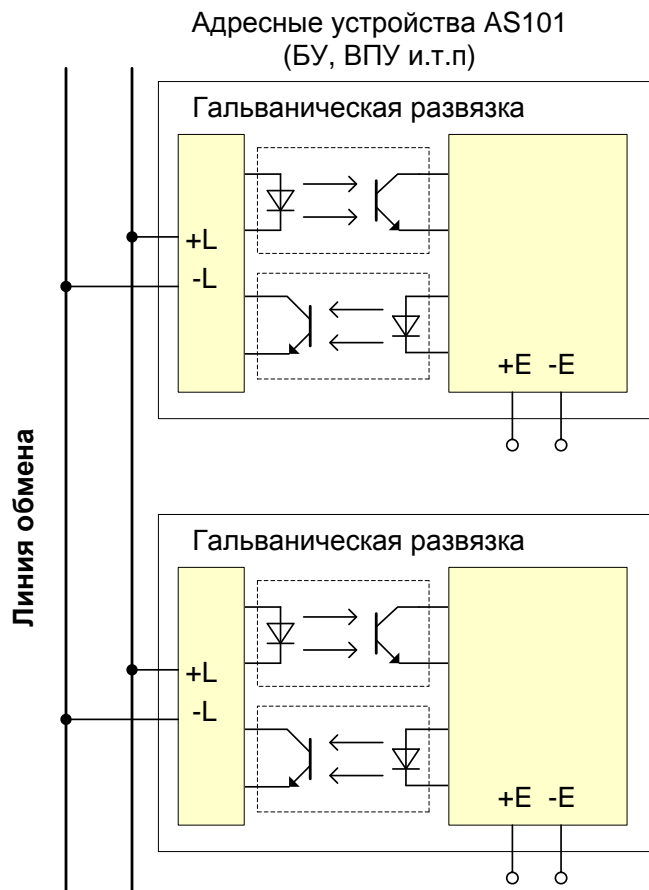 Адресные устройства AS101
(БУ, ВПУ и.т.п)
Гальваническая развязка
+L
-L
+E -E
Линия обмена
Гальваническая развязка
+L
-L
+E -E